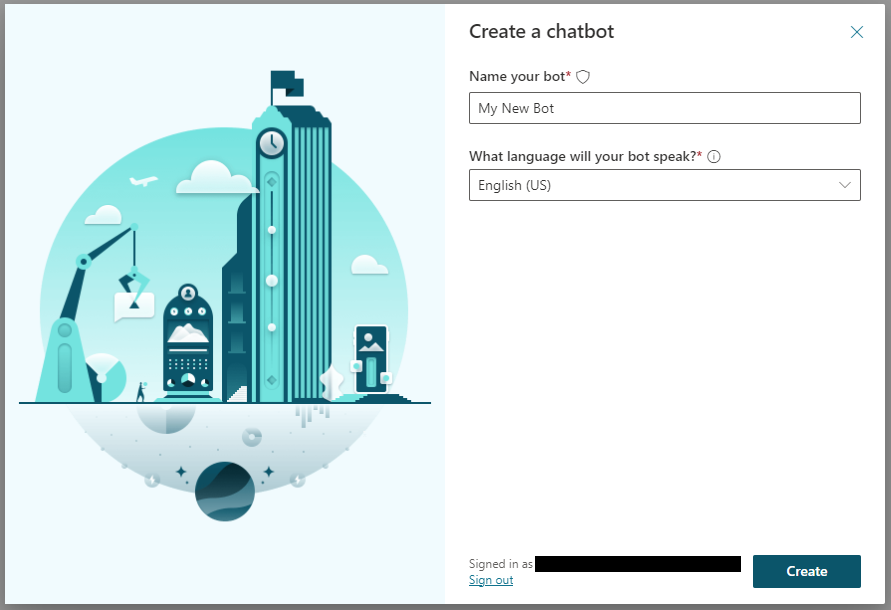 Create a chatbot
Name your bot*
My New Bot
What language will your bot speak?*
English (US)
Signed in as
Sign out
Create